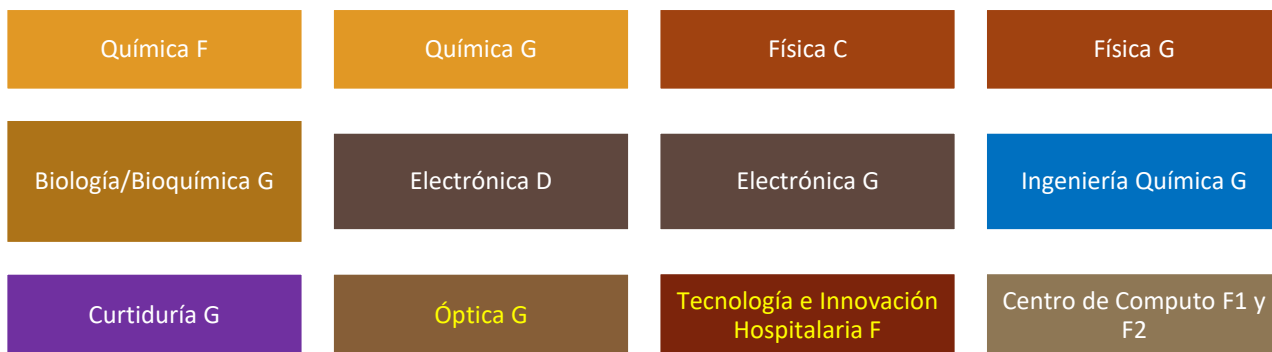 Química F
Química G
Física C
Física G
Biología/Bioquímica G
Electrónica D
Electrónica G
Ingeniería Química G
Curtiduría G
Óptica G
Tecnología e Innovación
Hospitalaria F
Centro de Computo F1 y
F2